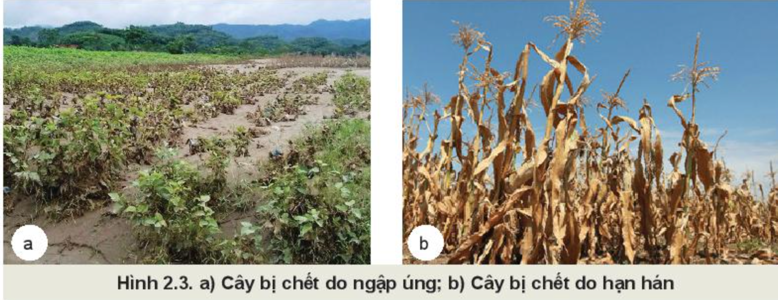 a
b
Hình 2.3. a) Cây bị chết do ngập úng; b) Cây bị chết do hạn hán